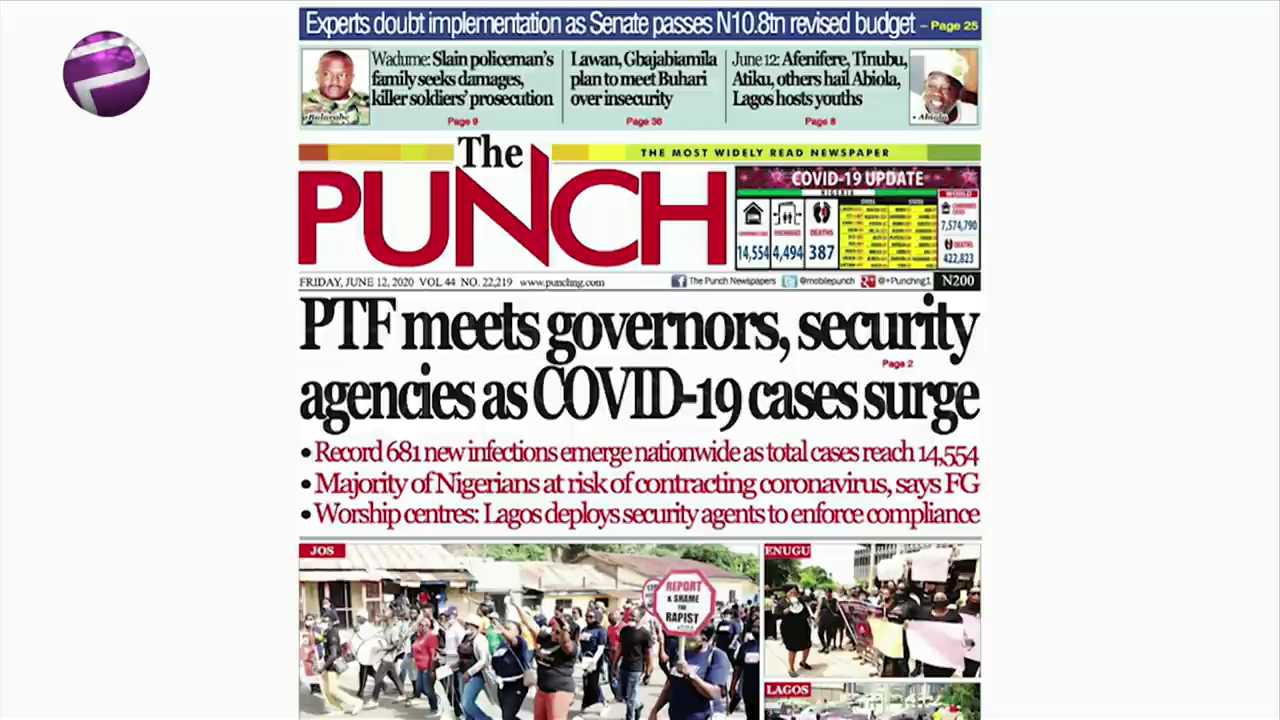 Experts doubt implementation as Senate passes N10.8tn revised budget – Page 25
Wadume: Slain policeman's
family seeks damages,
killer soldiers' prosecution
Page 9
Lawan, Gbajabiamila
plan to meet Buhari
over insecurity
Page 36
June 12: Afenifere, Tinubu,
Atiku, others hail Abiola,
Lagos hosts youths
Page 8
• Abiola
The
PUNCH
THE MOST WIDELY READ NEWSPAPER
COVID-19 UPDATE
NIGERIA
WORLD
DEATHS
14,554 4,494 387
7,574,790
DEATHS
422,823
FRIDAY, JUNE 12, 2020 VOL 44 NO. 22,219 www.punchng.com
The Punch Newspapers @mobilepunch @+Punchng1 N200
PTF meets governors, security
Page 2
agencies as COVID-19 cases surge
• Record 681 new infections emerge nationwide as total cases reach 14,554
• Majority of Nigerians at risk of contracting coronavirus, says FG
• Worship centres: Lagos deploys security agents to enforce compliance
JOS
REPORT
& SHAME
THE
RAPIST
ENUGU
LAGOS